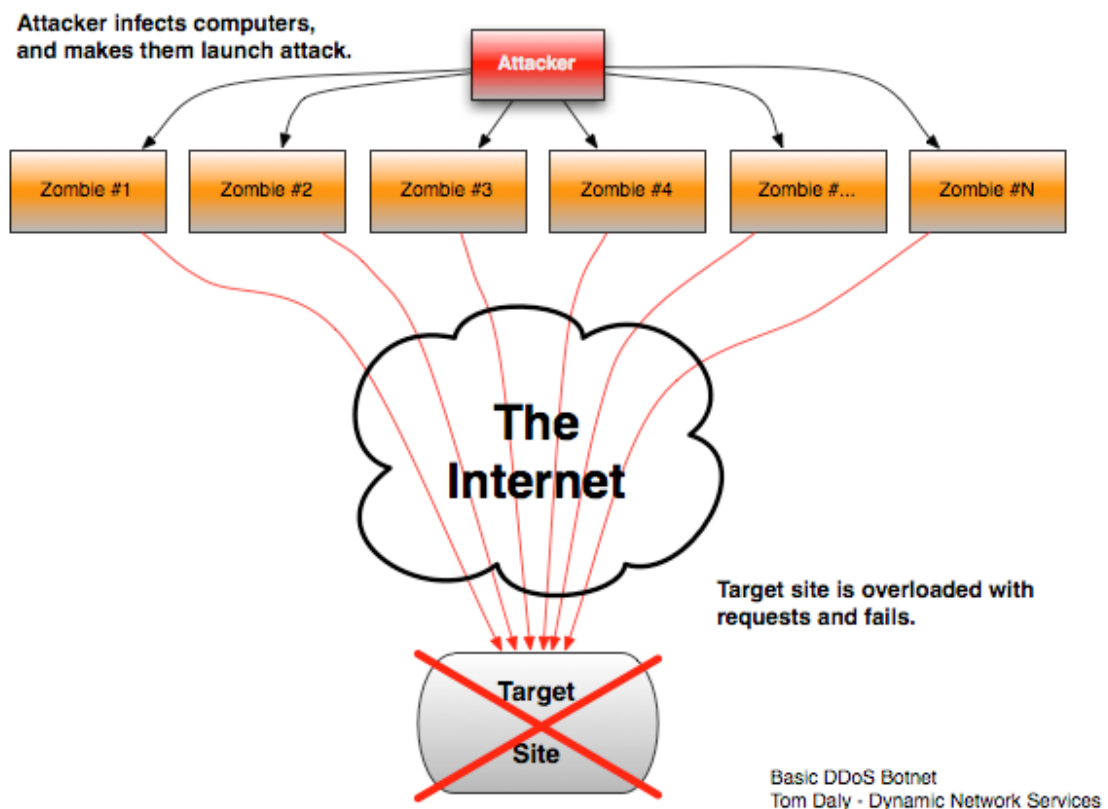 Attacker infects computers,
and makes them launch attack.
Attacker
Zombie #1
Zombie #2
Zombie #3
Zombie #4
Zombie #...
Zombie #N
The
Internet
Target site is overloaded with
requests and fails.
Target
Site
Basic DDoS Botnet
Tom Daly - Dynamic Network Services